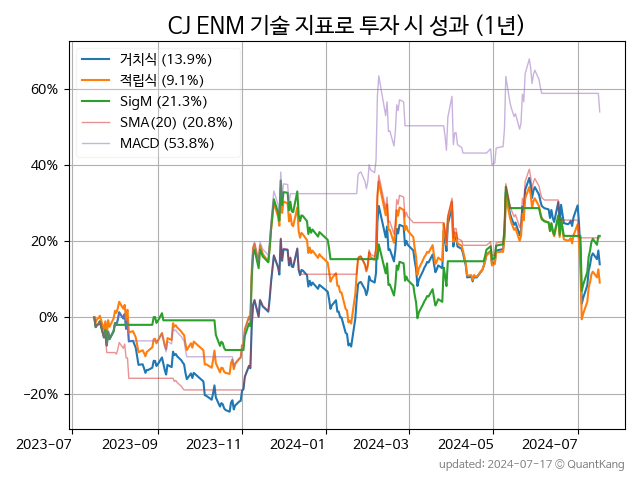 CJ ENM 기술 지표로 투자 시 성과 (1년)
거치식 (13.9%)
적립식 (9.1%)
SigM (21.3%)
SMA(20) (20.8%)
MACD (53.8%)
60%
40%
20%
0%
−20%
2023-07 2023-09 2023-11 2024-01 2024-03 2024-05 2024-07
updated: 2024-07-17 © QuantKang